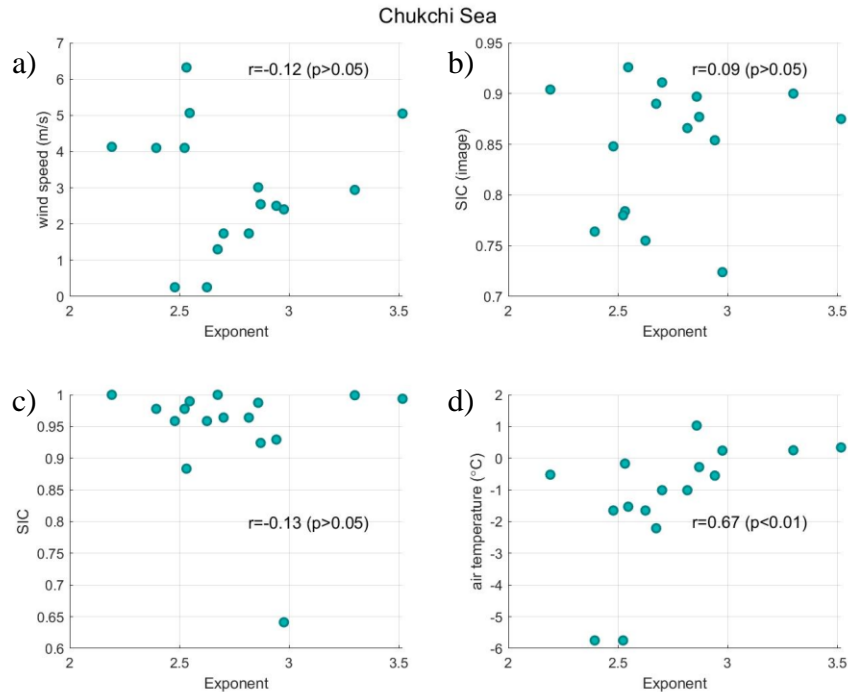 Chukchi Sea
a)
7
6
5
4
3
2
1
0
wind speed (m/s)
r=-0.12 (p>0.05)
2
2.5
3
3.5
Exponent
b)
0.95
0.9
0.85
0.8
0.75
0.7
SIC (image)
r=0.09 (p>0.05)
2
2.5
3
3.5
Exponent
c)
1
0.95
0.9
0.85
0.8
0.75
0.7
0.65
0.6
SIC
r=-0.13 (p>0.05)
2
2.5
3
3.5
Exponent
d)
2
1
0
-1
-2
-3
-4
-5
-6
air temperature (°C)
r=0.67 (p<0.01)
2
2.5
3
3.5
Exponent